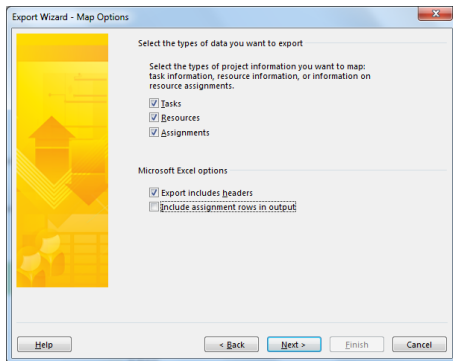 Export Wizard - Map Options
Select the types of data you want to export
Select the types of project information you want to map:
task information, resource information, or information on
resource assignments.
Tasks
Resources
Assignments
Microsoft Excel options
Export includes headers
Include assignment rows in output
Help
< Back
Next >
Finish
Cancel